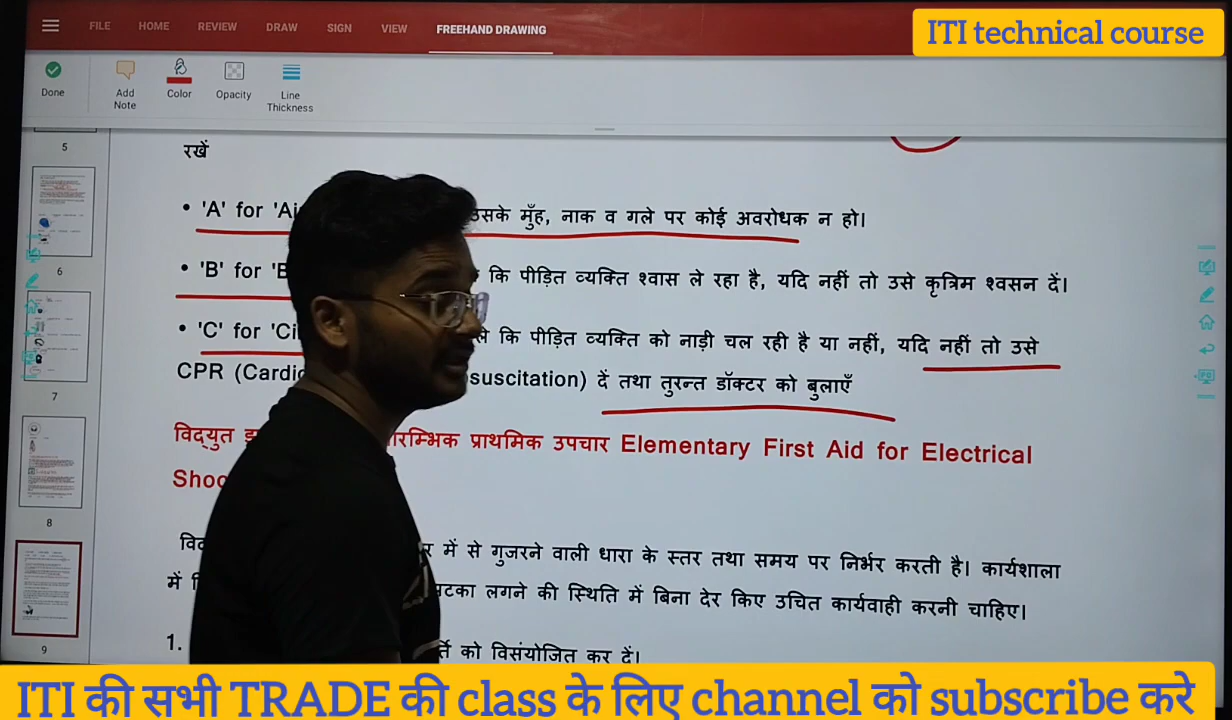 FILE HOME REVIEW DRAW SIGN VIEW FREEHAND DRAWING
ITI technical course
Done Add Note Color Opacity Line Thickness
5
रखें
• 'A' for 'Ai उसके मुँह, नाक व गले पर कोई अवरोधक न हो।
6
• 'B' for 'B कि पीड़ित व्यक्ति श्वास ले रहा है, यदि नहीं तो उसे कृत्रिम श्वसन दें।
• 'C' for 'Ci कि पीड़ित व्यक्ति को नाड़ी चल रही है या नहीं, यदि नहीं तो उसे
CPR (Cardio suscitation) दें तथा तुरन्त डॉक्टर को बुलाएँ
7
विद्युत प्राथमिक उपचार Elementary First Aid for Electrical
Shoc
8
में से गुजरने वाली धारा के स्तर तथा समय पर निर्भर करती है। कार्यशाला
में लगने की स्थिति में बिना देर किए उचित कार्यवाही करनी चाहिए।
1. को विसंयोजित कर दें।
9
ITI की सभी TRADE की class के लिए channel को subscribe करे